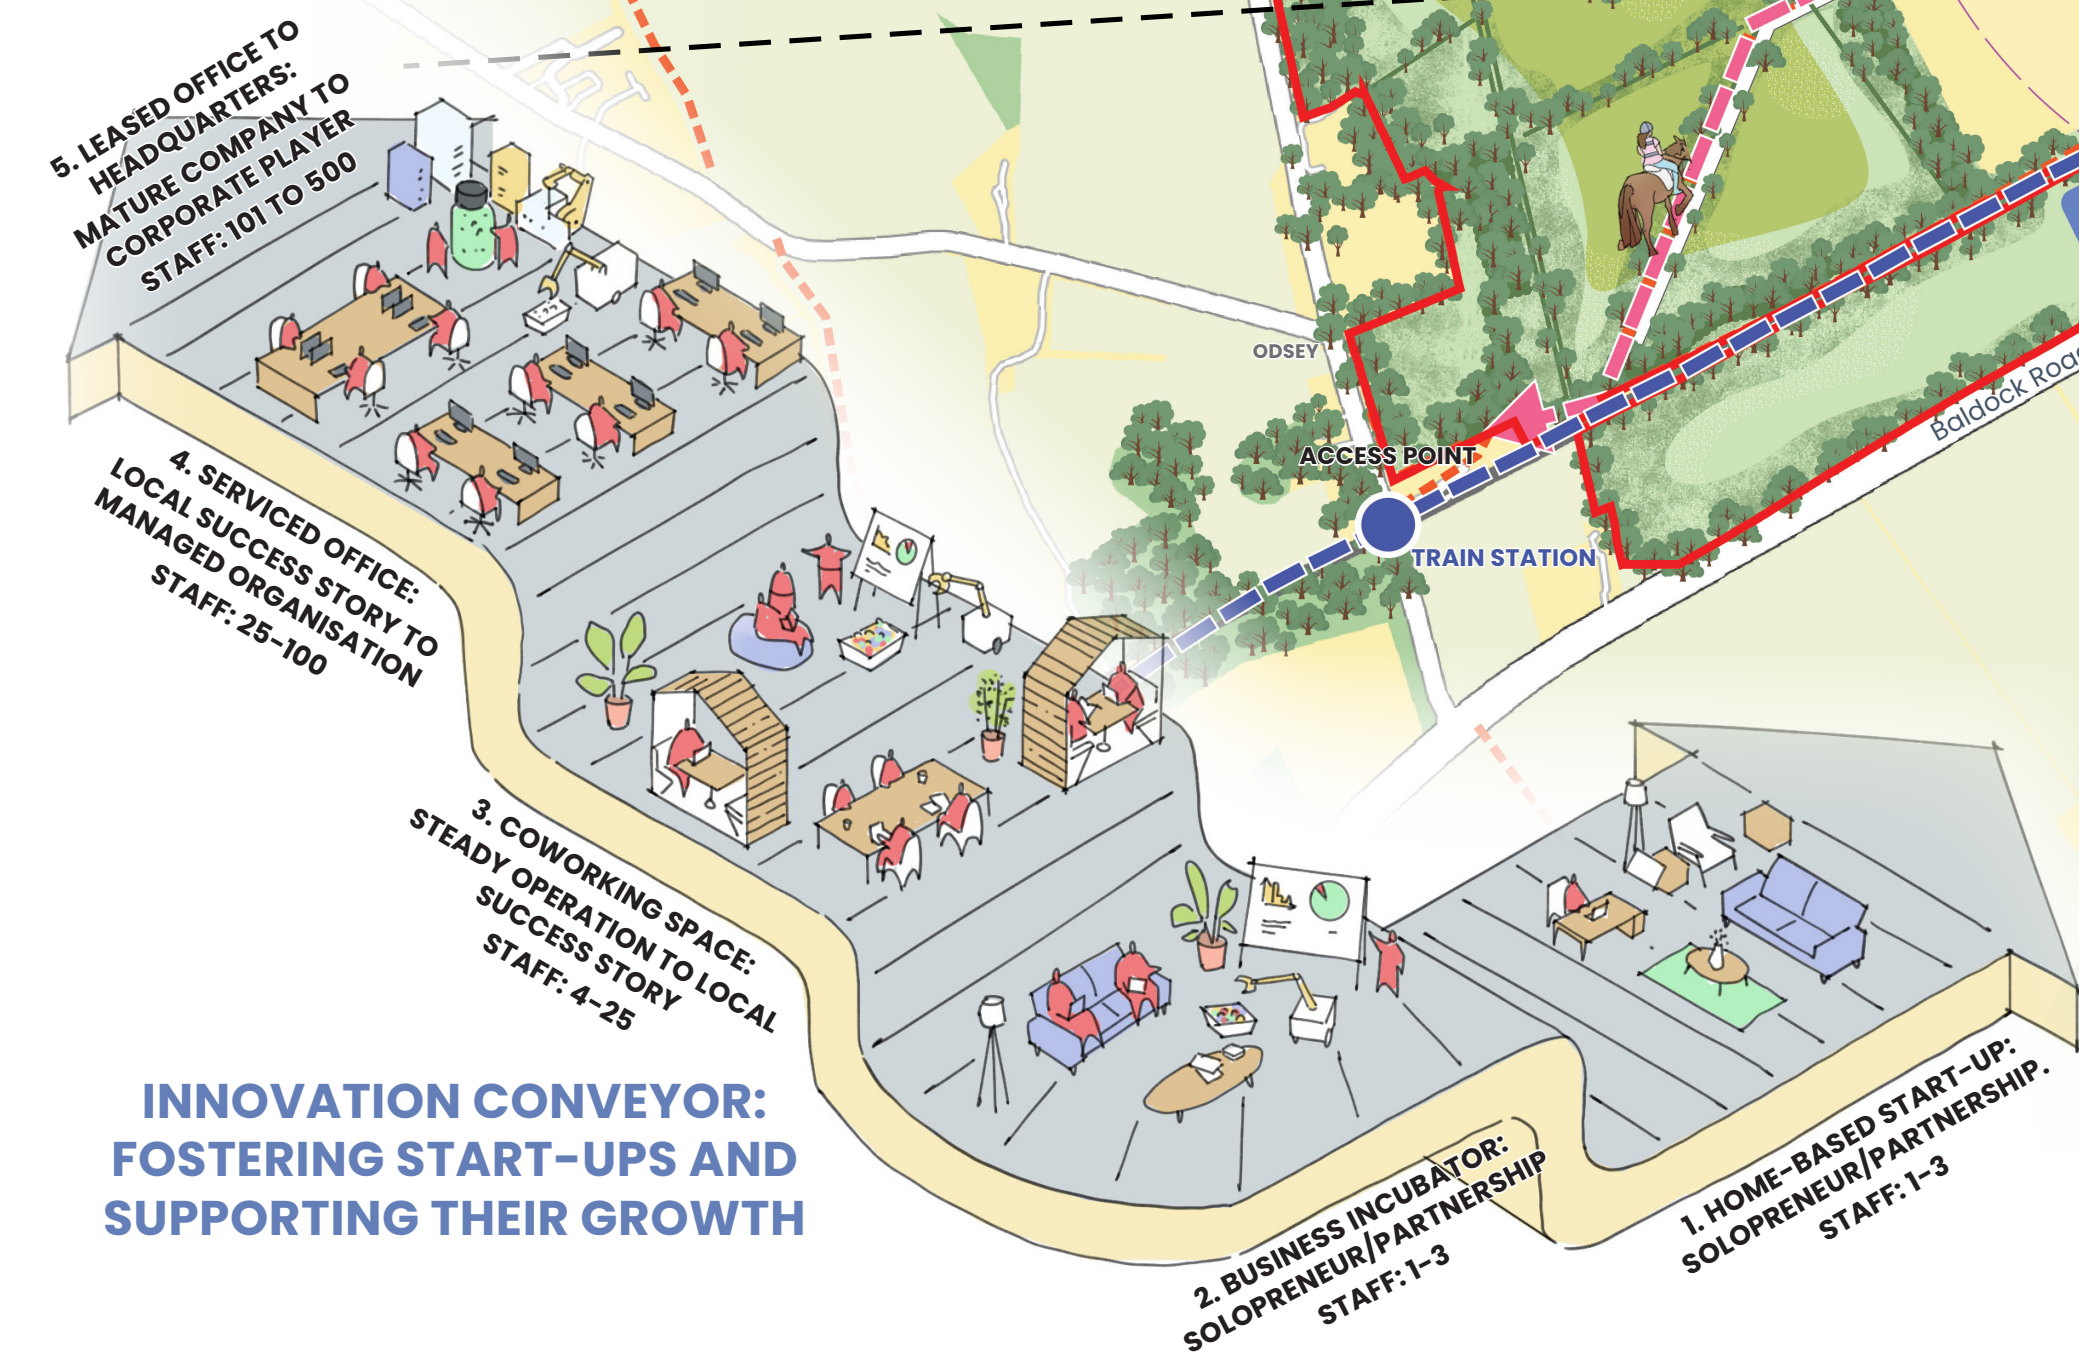 5. LEASED OFFICE TO
HEADQUARTERS:
MATURE COMPANY TO
CORPORATE PLAYER
STAFF: 101 TO 500
ODSEY
ACCESS POINT
TRAIN STATION
Baldock Road
4. SERVICED OFFICE:
LOCAL SUCCESS STORY TO
MANAGED ORGANISATION
STAFF: 25-100
3. COWORKING SPACE:
STEADY OPERATION TO LOCAL
SUCCESS STORY
STAFF: 4-25
INNOVATION CONVEYOR:
FOSTERING START-UPS AND
SUPPORTING THEIR GROWTH
2. BUSINESS INCUBATOR:
SOLOPRENEUR/PARTNERSHIP
STAFF: 1-3
1. HOME-BASED START-UP:
SOLOPRENEUR/PARTNERSHIP.
STAFF: 1-3